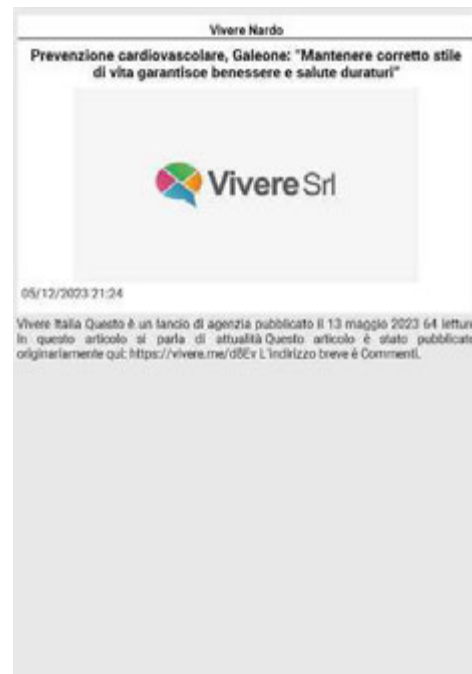 Vivere Nardo
Prevenzione cardiovascolare, Galeone: "Mantenere corretto stile
di vita garantisce benessere e salute duraturi"
Vivere Srl
05/12/2023 21:24
Vivere Italia Questo è un lancio di agenzia pubblicato il 13 maggio 2023 64 letture
In questo articolo si parla di attualità Questo articolo è stato pubblicato
originariamente qui: https://vivere.me/d8Ev L'indirizzo breve è Commenti.